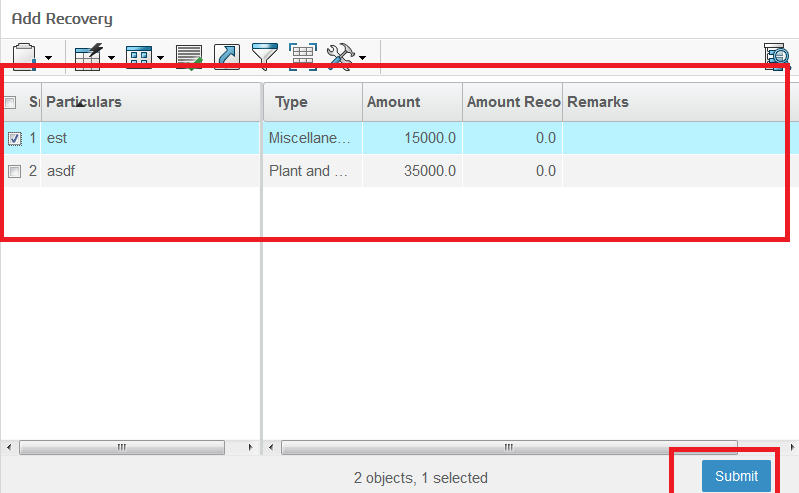 Add Recovery
Particulars Type Amount Amount Reco Remarks
1 est Miscellane... 15000.0 0.0
2 asdf Plant and ... 35000.0 0.0
2 objects, 1 selected Submit